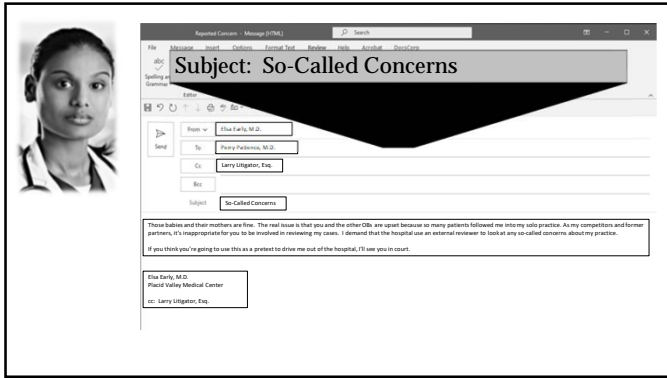 Reported Concern - Message (HTML)
Search
File Message Insert Options Format Text Review Help Acrobat DocsCorp
abc
Spelling
Grammar
Subject: So-Called Concerns
Editor
Send
From
Elsa Early, M.D.
To
Perry Patience, M.D.
Cc
Larry Litigator, Esq.
Bcc
Subject
So-Called Concerns
Those babies and their mothers are fine. The real issue is that you and the other OBs are upset because so many patients followed me into my solo practice. As my competitors and former
partners, it's inappropriate for you to be involved in reviewing my cases. I demand that the hospital use an external reviewer to look at any so-called concerns about my practice.
If you think you're going to use this as a pretext to drive me out of the hospital, I'll see you in court.
Elsa Early, M.D.
Placid Valley Medical Center
cc: Larry Litigator, Esq.